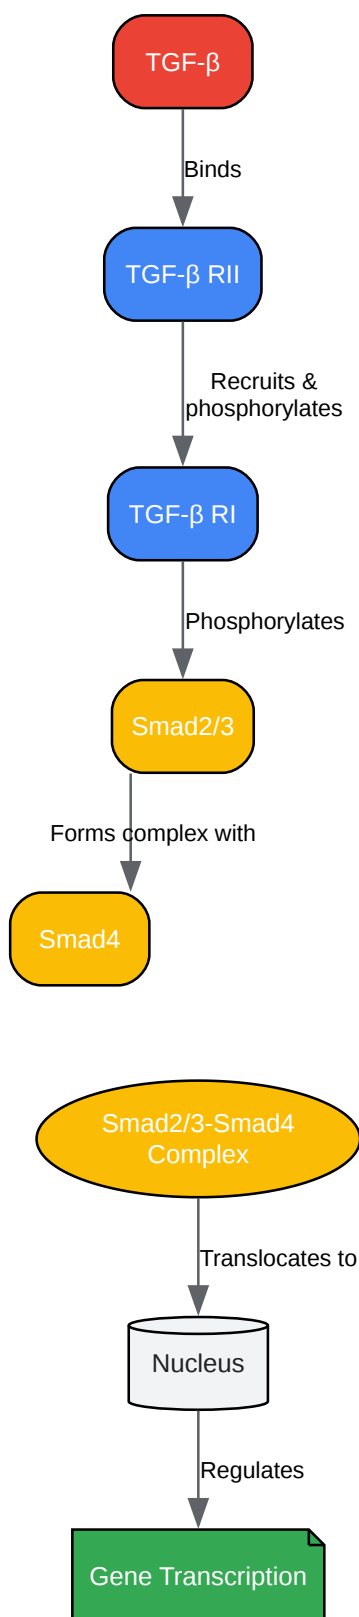 TGF-β
Binds
TGF-β RII
Recruits &
phosphorylates
TGF-β RI
Phosphorylates
Smad2/3
Forms complex with
Smad4
Smad2/3-Smad4
Complex
Translocates to
Nucleus
Regulates
Gene Transcription